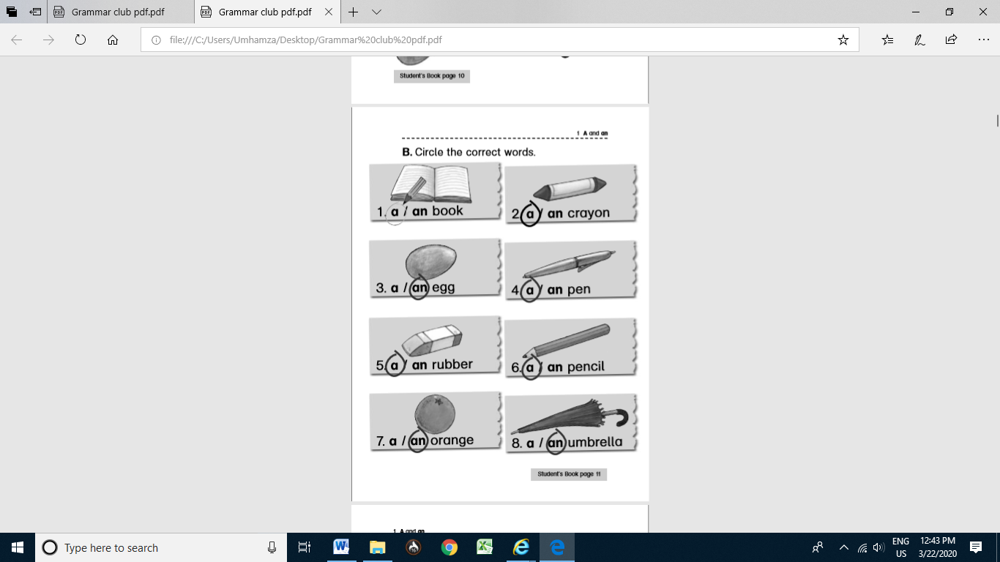 Grammar club pdf.pdf
Grammar club pdf.pdf
file:///C:/Users/Umhamza/Desktop/Grammar%20club%20pdf.pdf
Student's Book page 10
1 A and an
B. Circle the correct words.
1. a / an book
2. a / an crayon
3. a / an egg
4. a / an pen
5. a / an rubber
6. a / an pencil
7. a / an orange
8. a / an umbrella
Student's Book page 11
1 A and an
Type here to search
ENG
US
12:43 PM
3/22/2020